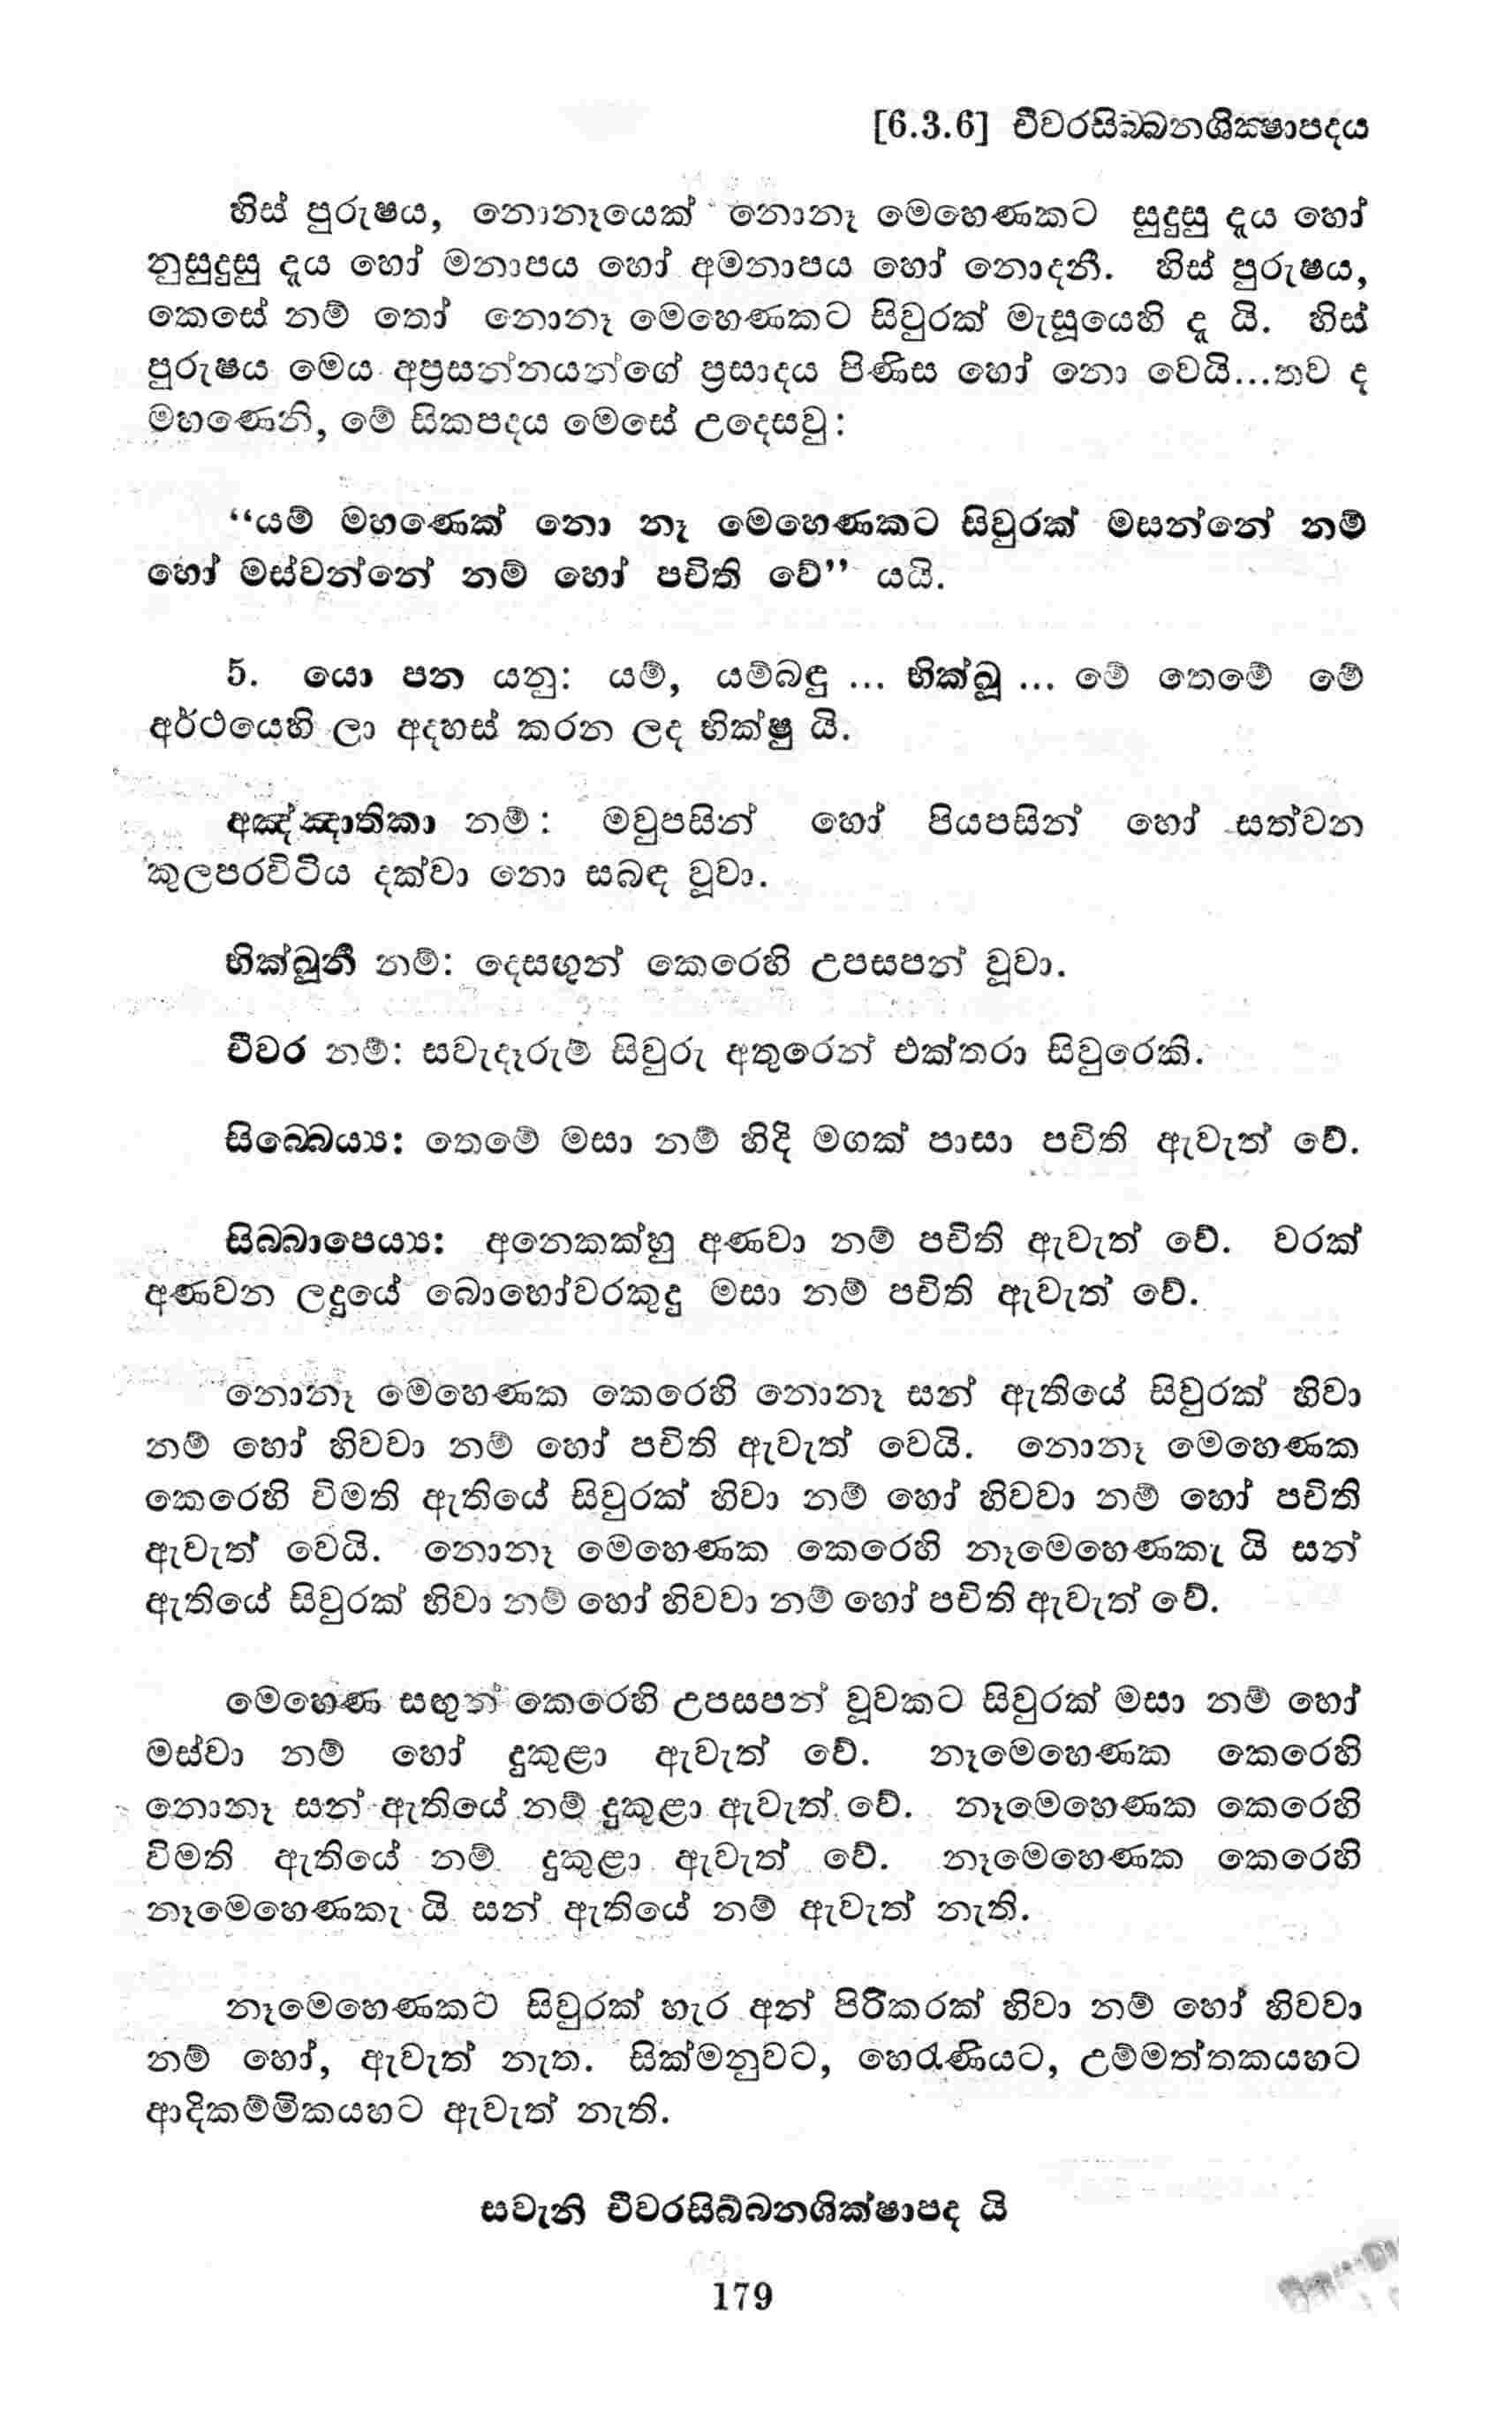 [6.3.6] චීවරසිබ්බනශික්ෂාපදය
හිස් පුරුෂය, නොනෑයෙක් නොනෑ මෙහෙණකට සුදුසු දෑය හෝ
නුසුදුසු දෑය හෝ මනාපය හෝ අමනාපය හෝ නොදනී. හිස් පුරුෂය,
කෙසේ නම් තෝ නොනෑ මෙහෙණකට සිවුරක් මැසූයෙහි දැ යි. හිස්
පුරුෂය මෙය අප්‍රසන්නයන්ගේ ප්‍රසාදය පිණිස හෝ නො වෙයි...තව ද
මහණෙනි, මේ සිකපදය මෙසේ උදෙසවු:
“යම් මහණෙක් නො නෑ මෙහෙණකට සිවුරක් මසන්නේ නම්
හෝ මස්වන්නේ නම් හෝ පචිති වේ” යයි.
5. යො පන යනු: යම්, යම්බඳු ... භික්ඛු ... මේ තෙමේ මේ
අර්ථයෙහි ලා අදහස් කරන ලද භික්ෂු යි.
අඤ්ඤාතිකා නම්: මවුපසින් හෝ පියපසින් හෝ සත්වන
කුලපරවිටිය දක්වා නො සබඳ වූවා.
භික්ඛුනී නම්: දෙසඟුන් කෙරෙහි උපසපන් වූවා.
චීවර නම්: සවැදෑරුම් සිවුරු අතුරෙන් එක්තරා සිවුරෙකි.
සිබ්බෙය්‍ය: තෙමේ මසා නම් හිදි මගක් පාසා පචිති ඇවැත් වේ.
සිබ්බාපෙය්‍ය: අනෙකක්හු අණවා නම් පචිති ඇවැත් වේ. වරක්
අණවන ලදුයේ බොහෝවරකුදු මසා නම් පචිති ඇවැත් වේ.
නොනෑ මෙහෙණක කෙරෙහි නොනෑ සන් ඇතියේ සිවුරක් හිවා
නම් හෝ හිවවා නම් හෝ පචිති ඇවැත් වෙයි. නොනෑ මෙහෙණක
කෙරෙහි විමති ඇතියේ සිවුරක් හිවා නම් හෝ හිවවා නම් හෝ පචිති
ඇවැත් වෙයි. නොනෑ මෙහෙණක කෙරෙහි නෑමෙහෙණකැ යි සන්
ඇතියේ සිවුරක් හිවා නම් හෝ හිවවා නම් හෝ පචිති ඇවැත් වේ.
මෙහෙණ සඟුන් කෙරෙහි උපසපන් වූවකට සිවුරක් මසා නම් හෝ
මස්වා නම් හෝ දුකුළා ඇවැත් වේ. නෑමෙහෙණක කෙරෙහි
නොනෑ සන් ඇතියේ නම් දුකුළා ඇවැත් වේ. නෑමෙහෙණක කෙරෙහි
විමති ඇතියේ නම් දුකුළා ඇවැත් වේ. නෑමෙහෙණක කෙරෙහි
නෑමෙහෙණකැ යි සන් ඇතියේ නම් ඇවැත් නැති.
නෑමෙහෙණකට සිවුරක් හැර අන් පිරිකරක් හිවා නම් හෝ හිවවා
නම් හෝ, ඇවැත් නැත. සික්මනුවට, හෙරැණියට, උම්මත්තකයහට
ආදිකම්මිකයහට ඇවැත් නැති.
සවැනි චීවරසිබ්බනශික්ෂාපද යි
179